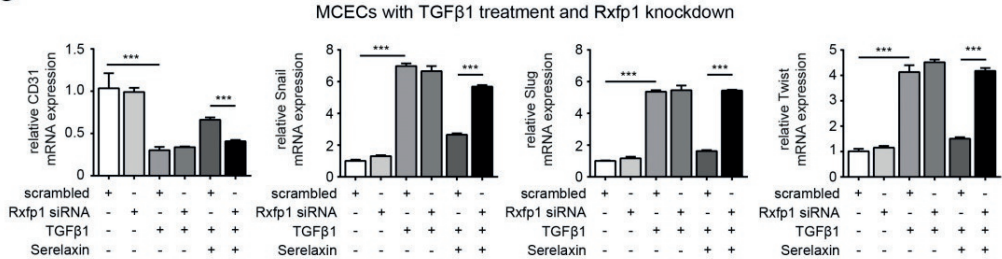 MCECs with TGFβ1 treatment and Rxfp1 knockdown
relative CD31
mRNA expression
1.5
1.0
0.5
0.0
***
***
scrambled + - + - + -
Rxfp1 siRNA - + - + - +
TGFβ1 - - + + + +
Serelaxin - - - - + +
relative Snail
mRNA expression
8
6
4
2
0
***
***
scrambled + - + - + -
Rxfp1 siRNA - + - + - +
TGFβ1 - - + + + +
Serelaxin - - - - + +
relative Slug
mRNA expression
8
6
4
2
0
***
***
scrambled + - + - + -
Rxfp1 siRNA - + - + - +
TGFβ1 - - + + + +
Serelaxin - - - - + +
relative Twist
mRNA expression
5
4
3
2
1
0
***
***
scrambled + - + - + -
Rxfp1 siRNA - + - + - +
TGFβ1 - - + + + +
Serelaxin - - - - + +